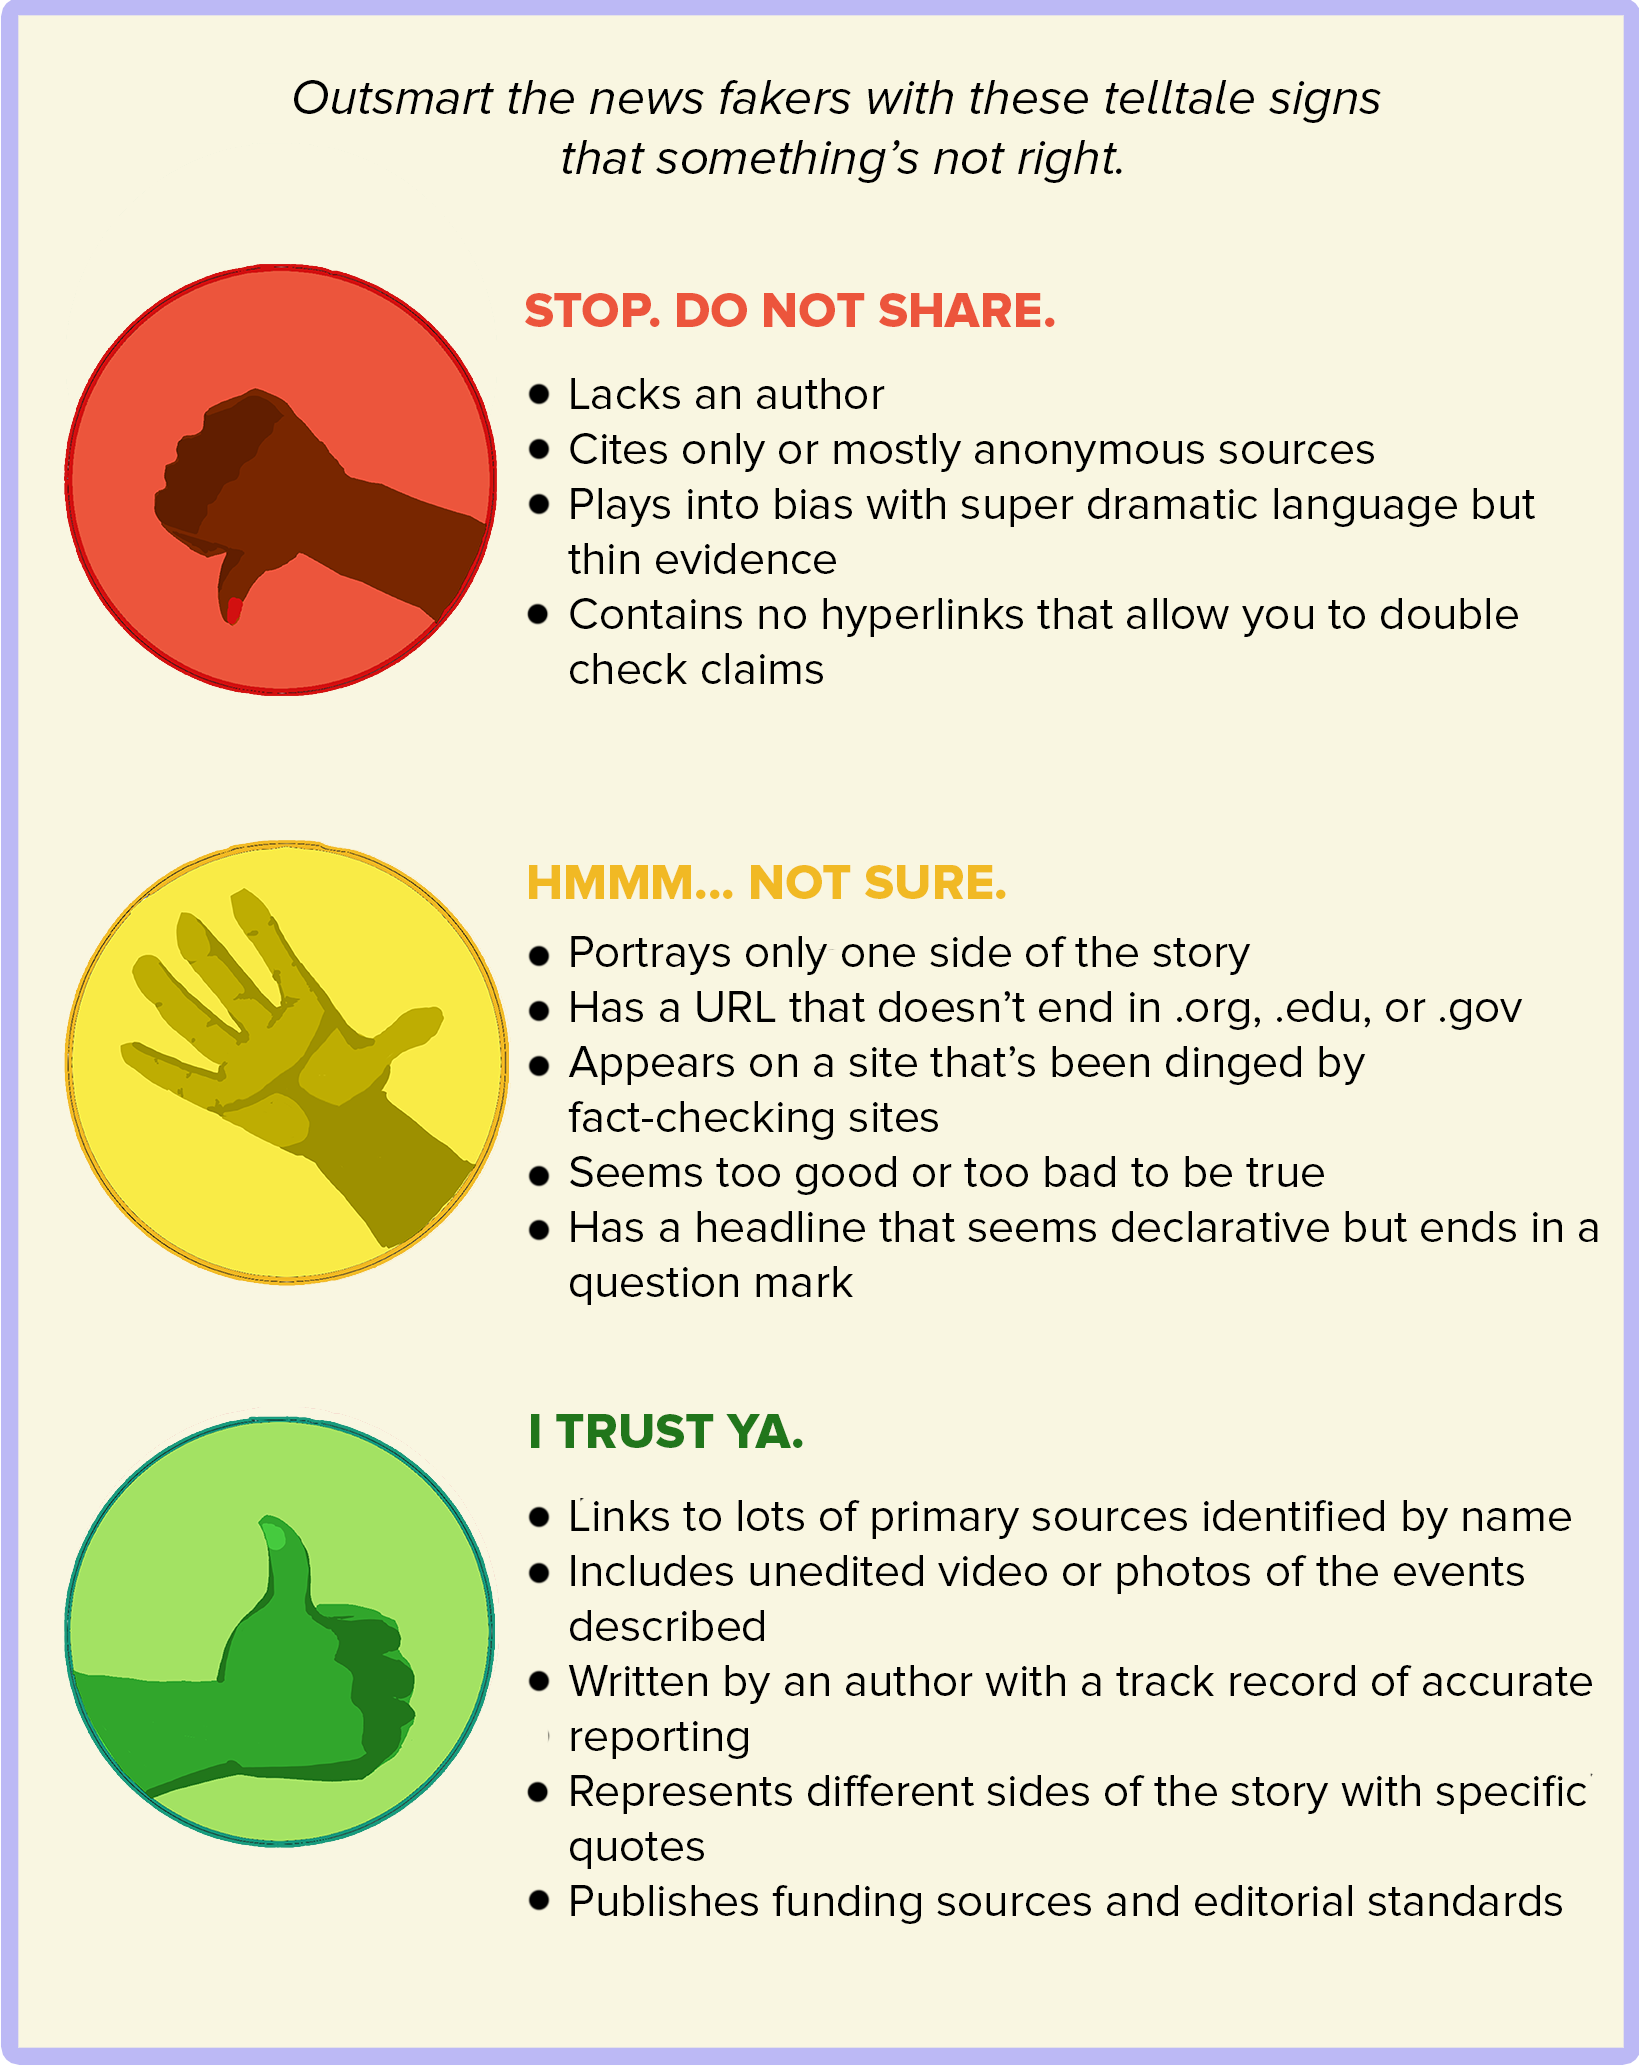 Outsmart the news fakers with these telltale signs
that something’s not right.
STOP. DO NOT SHARE.
● Lacks an author
● Cites only or mostly anonymous sources
● Plays into bias with super dramatic language but
thin evidence
● Contains no hyperlinks that allow you to double
check claims
HMMM... NOT SURE.
● Portrays only one side of the story
● Has a URL that doesn’t end in .org, .edu, or .gov
● Appears on a site that’s been dinged by
fact-checking sites
● Seems too good or too bad to be true
● Has a headline that seems declarative but ends in a
question mark
I TRUST YA.
● Links to lots of primary sources identified by name
● Includes unedited video or photos of the events
described
● Written by an author with a track record of accurate
reporting
● Represents different sides of the story with specific
quotes
● Publishes funding sources and editorial standards